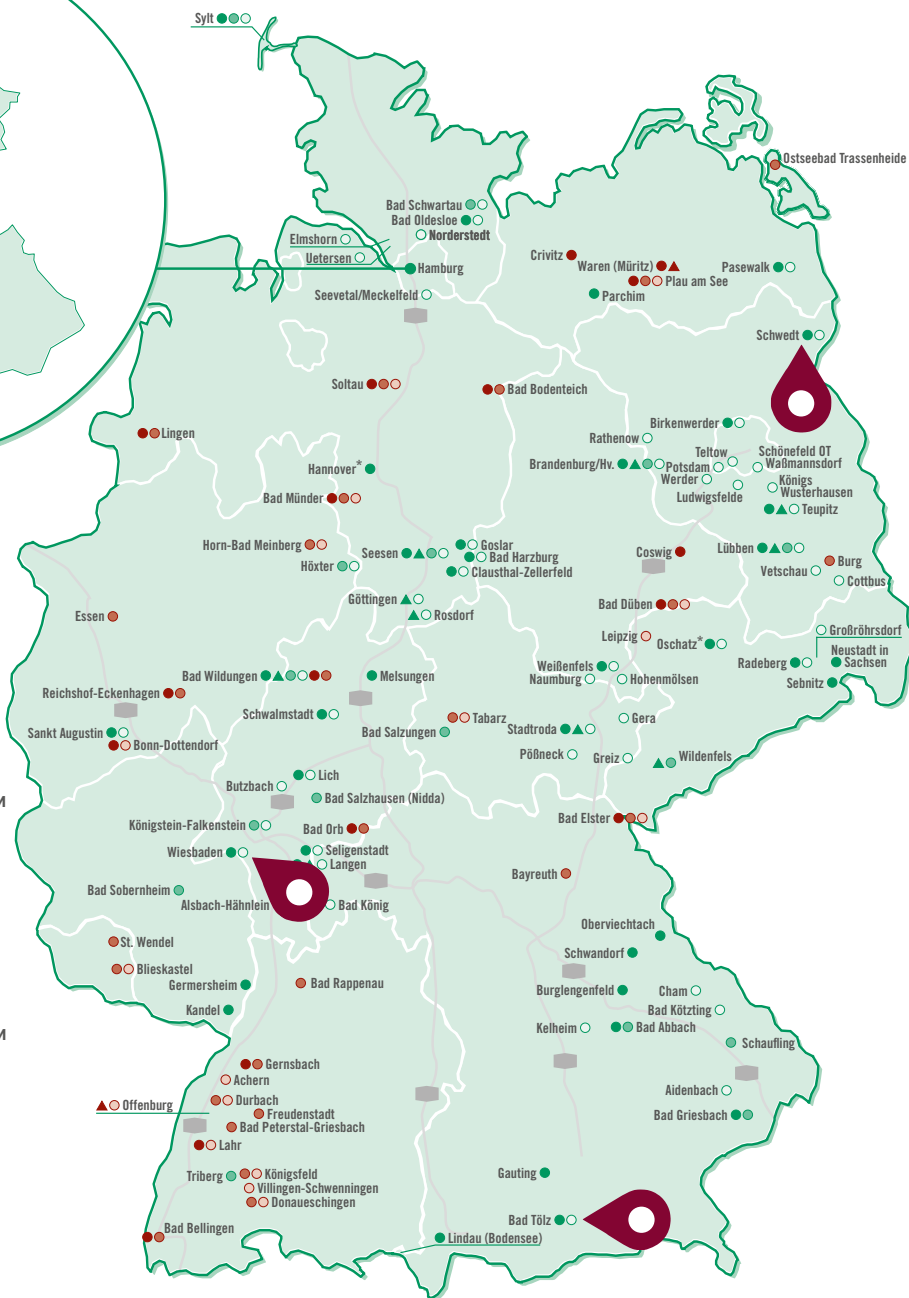 Sylt
Ostseebad Trassenheide
Bad Schwartau
Bad Oldesloe
Norderstedt
Elmshorn
Uetersen
Hamburg
Crivitz
Waren (Müritz)
Plau am See
Pasewalk
Seevetal/Meckelfeld
Parchim
Schwedt
Soltau
Bad Bodenteich
Birkenwerder
Lingen
Rathenow
Teltow
Schönefeld OT
Waßmannsdorf
Hannover*
Brandenburg/Hv.
Potsdam
Werder
Ludwigsfelde
Königs
Wusterhausen
Bad Münder
Teupitz
Horn-Bad Meinberg
Höxter
Seesen
Goslar
Bad Harzburg
Clausthal-Zellerfeld
Coswig
Lübben
Burg
Vetschau
Cottbus
Göttingen
Rosdorf
Bad Düben
Essen
Leipzig
Oschatz*
Großröhrsdorf
Neustadt in
Sachsen
Radeberg
Sebnitz
Bad Wildungen
Melsungen
Weißenfels
Naumburg
Hohenmölsen
Reichshof-Eckenhagen
Schwalmstadt
Tabarz
Bad Salzungen
Gera
Stadtroda
Sankt Augustin
Bonn-Dottendorf
Pößneck
Greiz
Wildenfels
Lich
Butzbach
Bad Salzhausen (Nidda)
Königstein-Falkenstein
Bad Orb
Bad Elster
Wiesbaden
Seligenstadt
Langen
Bayreuth
Bad Sobernheim
Alsbach-Hähnlein
Bad König
Oberviechtach
St. Wendel
Schwandorf
Blieskastel
Germersheim
Bad Rappenau
Burglengenfeld
Cham
Kandel
Bad Kötzting
Kelheim
Bad Abbach
Schaufling
Gernsbach
Achern
Aidenbach
Durbach
Offenburg
Freudenstadt
Bad Peterstal-Griesbach
Bad Griesbach
Lahr
Triberg
Königsfeld
Villingen-Schwenningen
Donaueschingen
Gauting
Bad Tölz
Bad Bellingen
Lindau (Bodensee)